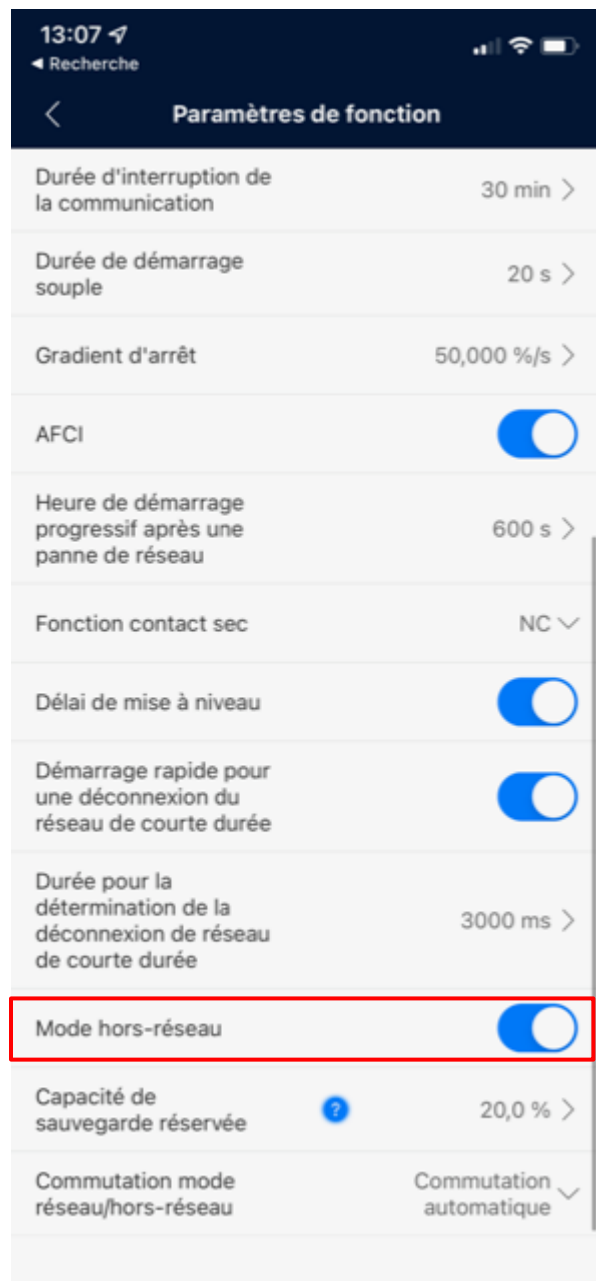 13:07
◀ Recherche
Paramètres de fonction
Durée d'interruption de
la communication
30 min
Durée de démarrage
souple
20 s
Gradient d'arrêt
50,000 %/s
AFCI
Heure de démarrage
progressif après une
panne de réseau
600 s
Fonction contact sec
NC
Délai de mise à niveau
Démarrage rapide pour
une déconnexion du
réseau de courte durée
Durée pour la
détermination de la
déconnexion de réseau
de courte durée
3000 ms
Mode hors-réseau
Capacité de
sauvegarde réservée
?
20,0 %
Commutation mode
réseau/hors-réseau
Commutation
automatique